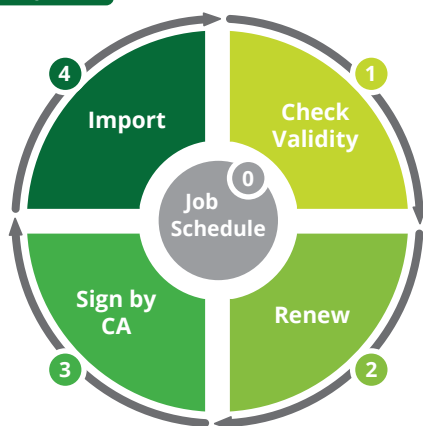 4
1
Import
Check
Validity
0
Job
Schedule
Sign by
CA
Renew
3
2